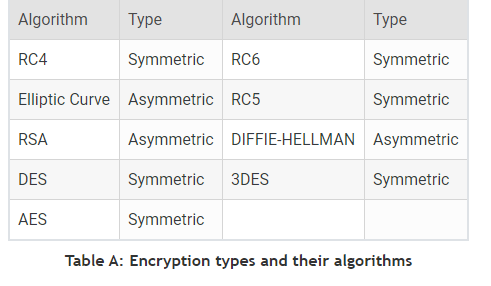 Algorithm Type Algorithm Type
RC4 Symmetric RC6 Symmetric
Elliptic Curve Asymmetric RC5 Symmetric
RSA Asymmetric DIFFIE-HELLMAN Asymmetric
DES Symmetric 3DES Symmetric
AES Symmetric
Table A: Encryption types and their algorithms